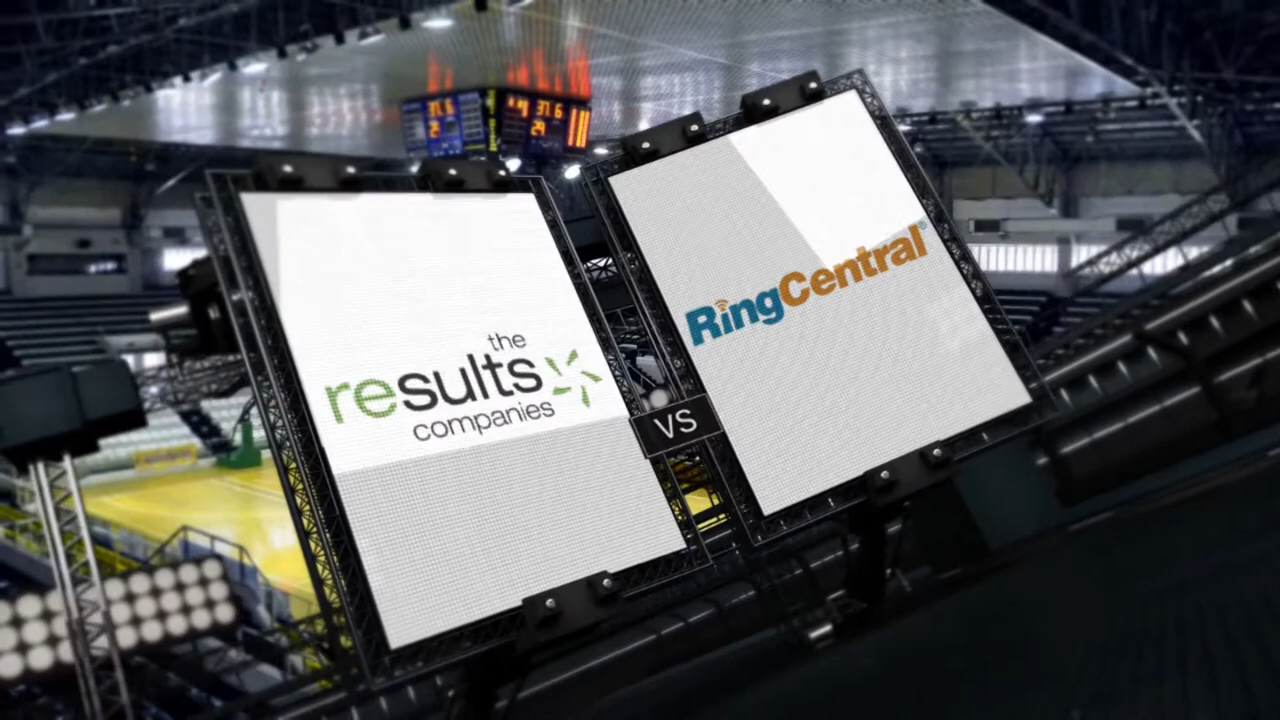 the
results
companies
VS
RingCentral®